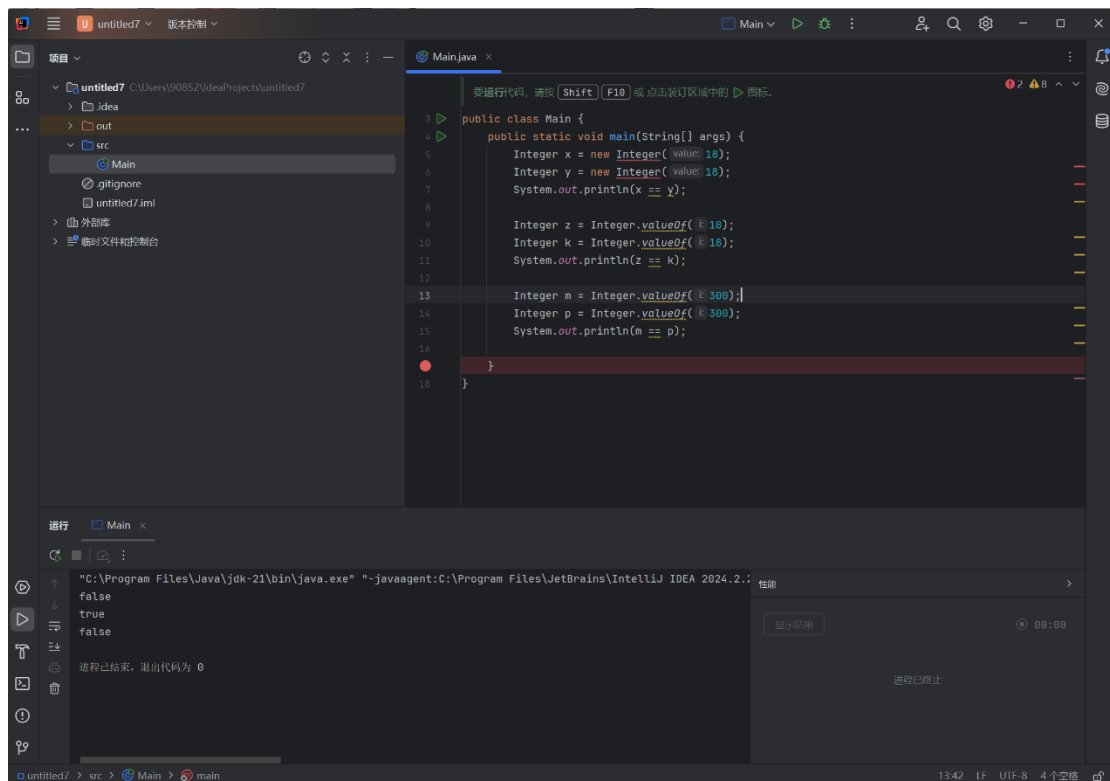 U untitled7 版本控制 Main
项目
untitled7 C:\Users\90852\IdeaProjects\untitled7
.idea
out
src
Main
.gitignore
untitled7.iml
外部库
临时文件和控制台
Main.java
2 8
要运行代码，请按 Shift F10 或 点击装订区域中的 图标。
3 public class Main {
4 public static void main(String[] args) {
5 Integer x = new Integer( value: 18);
6 Integer y = new Integer( value: 18);
7 System.out.println(x == y);
8
9 Integer z = Integer.valueOf( i: 18);
10 Integer k = Integer.valueOf( i: 18);
11 System.out.println(z == k);
12
13 Integer m = Integer.valueOf( i: 300);
14 Integer p = Integer.valueOf( i: 300);
15 System.out.println(m == p);
16
}
18 }
运行 Main
"C:\Program Files\Java\jdk-21\bin\java.exe" "-javaagent:C:\Program Files\JetBrains\IntelliJ IDEA 2024.2.2
false
true
false
进程已结束，退出代码为 0
性能
显示结果 00:00
进程已终止
untitled7 > src > Main > main 13:42 LF UTF-8 4 个空格